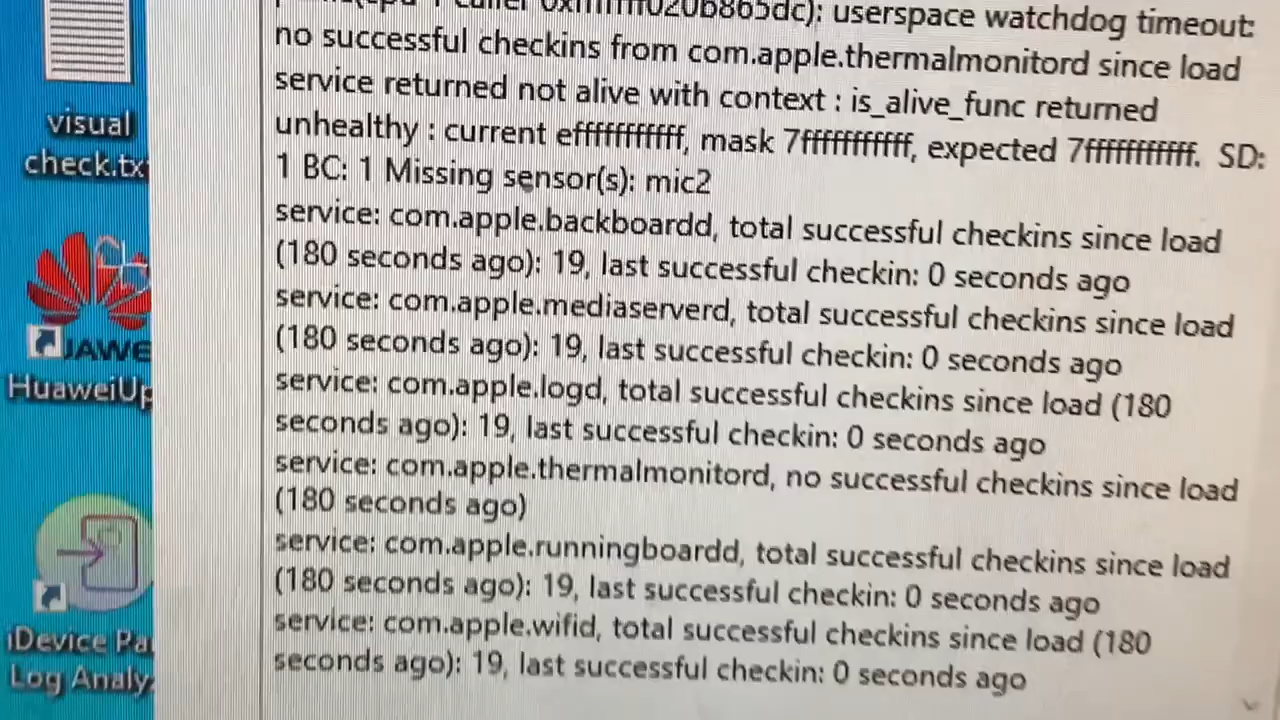 userspace watchdog timeout:
no successful checkins from com.apple.thermalmonitord since load
service returned not alive with context : is_alive_func returned
unhealthy : current efffffffffff, mask 7fffffffffff, expected 7fffffffffff. SD:
1 BC: 1 Missing sensor(s): mic2
service: com.apple.backboardd, total successful checkins since load
(180 seconds ago): 19, last successful checkin: 0 seconds ago
service: com.apple.mediaserverd, total successful checkins since load
(180 seconds ago): 19, last successful checkin: 0 seconds ago
service: com.apple.logd, total successful checkins since load (180
seconds ago): 19, last successful checkin: 0 seconds ago
service: com.apple.thermalmonitord, no successful checkins since load
(180 seconds ago)
service: com.apple.runningboardd, total successful checkins since load
(180 seconds ago): 19, last successful checkin: 0 seconds ago
service: com.apple.wifid, total successful checkins since load (180
seconds ago): 19, last successful checkin: 0 seconds ago
visual
check.tx
HuaweiUp
iDevice Pa
Log Analy